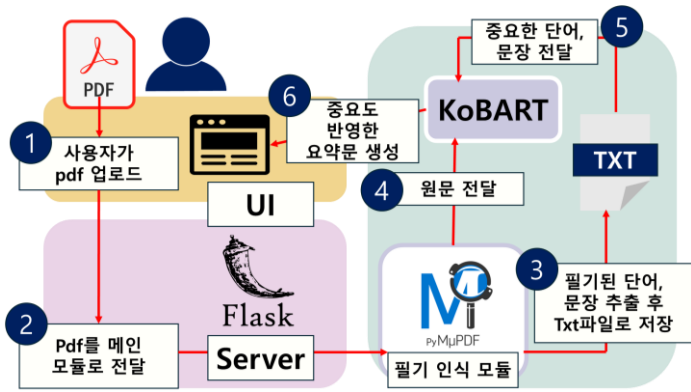 PDF
1
사용자가
pdf 업로드
6
중요도
반영한
요약문 생성
UI
5
중요한 단어,
문장 전달
KoBART
TXT
4
원문 전달
2
Pdf를 메인
모듈로 전달
Flask
Server
PyMμPDF
필기 인식 모듈
3
필기된 단어,
문장 추출 후
Txt파일로 저장